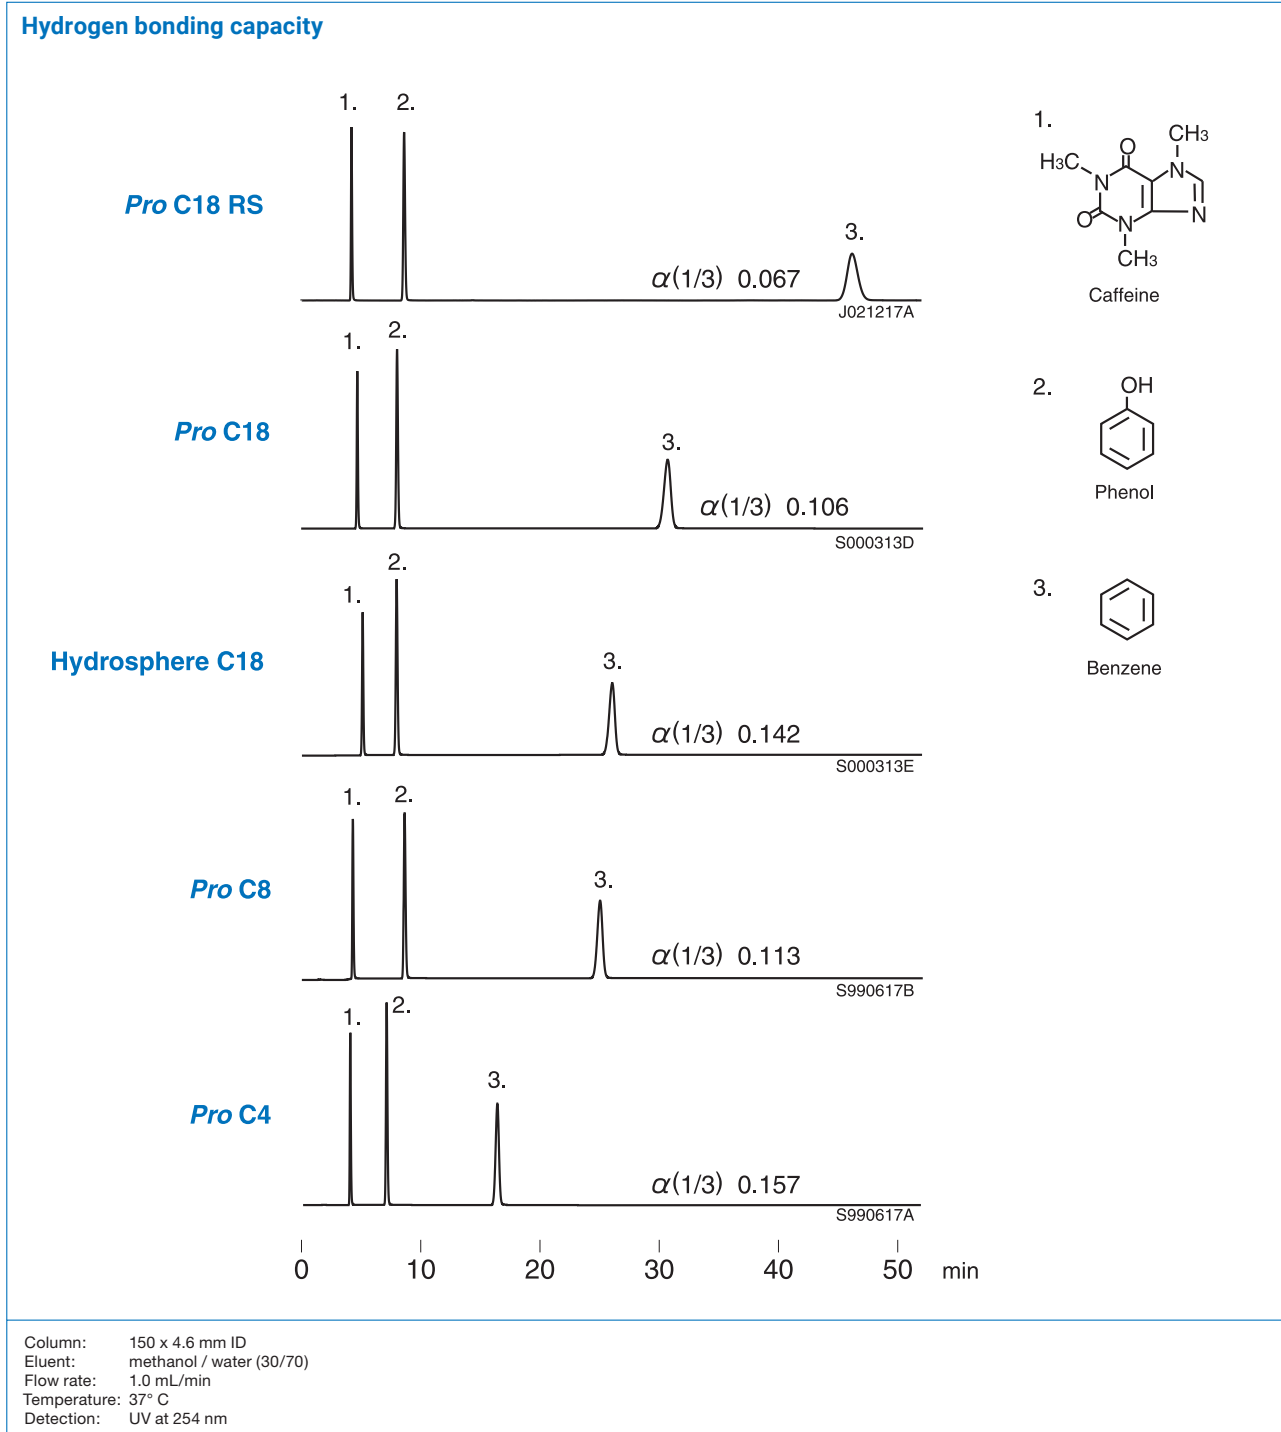 Hydrogen bonding capacity
1. 2.
Pro C18 RS
3.
α(1/3) 0.067
J021217A
1. 2.
Pro C18
3.
α(1/3) 0.106
S000313D
1. 2.
Hydrosphere C18
3.
α(1/3) 0.142
S000313E
1. 2.
Pro C8
3.
α(1/3) 0.113
S990617B
1. 2.
Pro C4
3.
α(1/3) 0.157
S990617A
0 10 20 30 40 50 min
1.
O CH3
H3C N N
O N N
CH3
Caffeine
2.
OH
Phenol
3.
Benzene
Column: 150 x 4.6 mm ID
Eluent: methanol / water (30/70)
Flow rate: 1.0 mL/min
Temperature: 37° C
Detection: UV at 254 nm